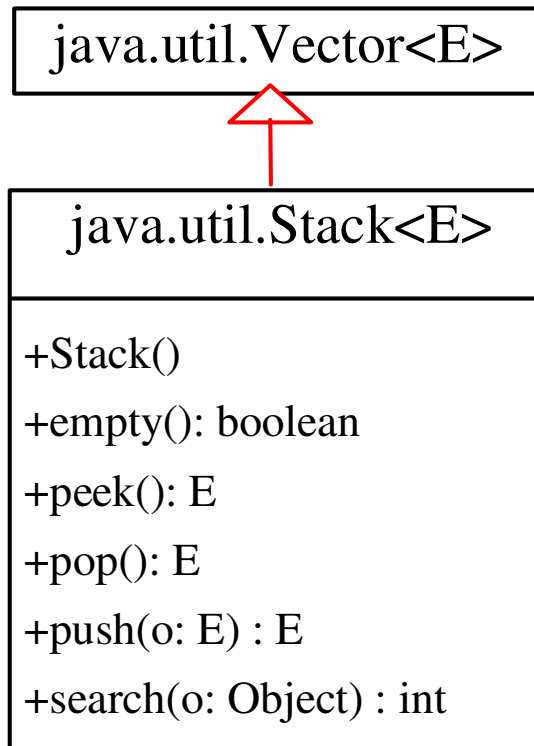 java.util.Vector<E>
java.util.Stack<E>
+Stack()
+empty(): boolean
+peek(): E
+pop(): E
+push(o: E) : E
+search(o: Object) : int